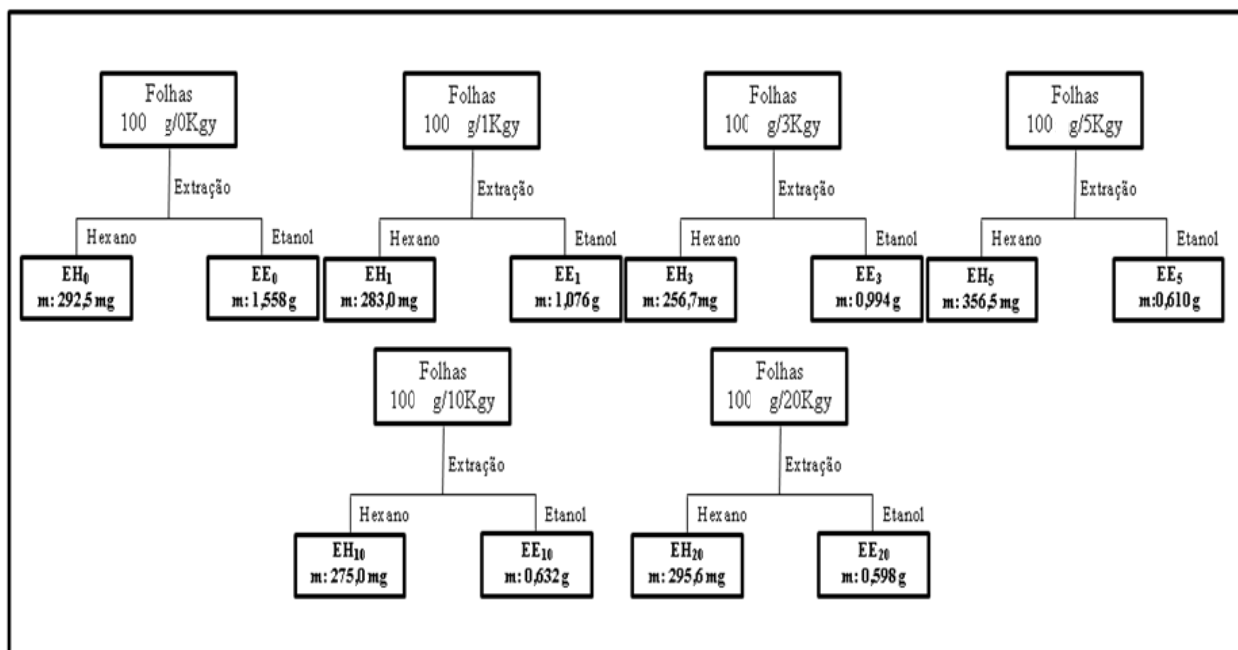 Folhas
100 g/0Kgy
Folhas
100 g/1Kgy
Folhas
100 g/3Kgy
Folhas
100 g/5Kgy
Extração
Extração
Extração
Extração
Hexano
Etanol
Hexano
Etanol
Hexano
Etanol
Hexano
Etanol
EH₀
m: 292,5 mg
EE₀
m: 1,558 g
EH₁
m: 283,0 mg
EE₁
m: 1,076 g
EH₃
m: 256,7mg
EE₃
m: 0,994 g
EH₅
m: 356,5 mg
EE₅
m:0,610 g
Folhas
100 g/10Kgy
Folhas
100 g/20Kgy
Extração
Extração
Hexano
Etanol
Hexano
Etanol
EH₁₀
m: 275,0 mg
EE₁₀
m: 0,632 g
EH₂₀
m: 295,6 mg
EE₂₀
m: 0,598 g